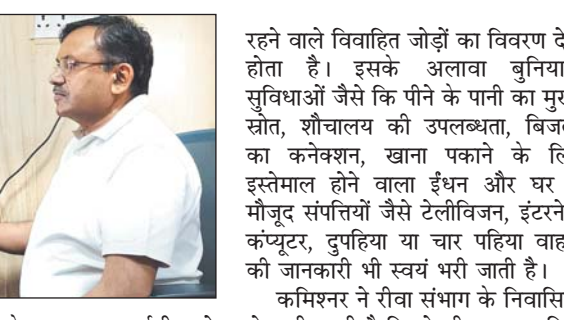 रहने वाले विवाहित जोड़ों का विवरण दे
होता है। इसके अलावा बुनिया
सुविधाओं जैसे कि पीने के पानी का मुख
स्रोत, शौचालय की उपलब्धता, बिज
का कनेक्शन, खाना पकाने के लि
इस्तेमाल होने वाला ईंधन और घर
मौजूद संपत्तियों जैसे टेलीविजन, इंटरने
कंप्यूटर, दुपहिया या चार पहिया वाह
की जानकारी भी स्वयं भरी जाती है।
कमिश्नर ने रीवा संभाग के निवासि